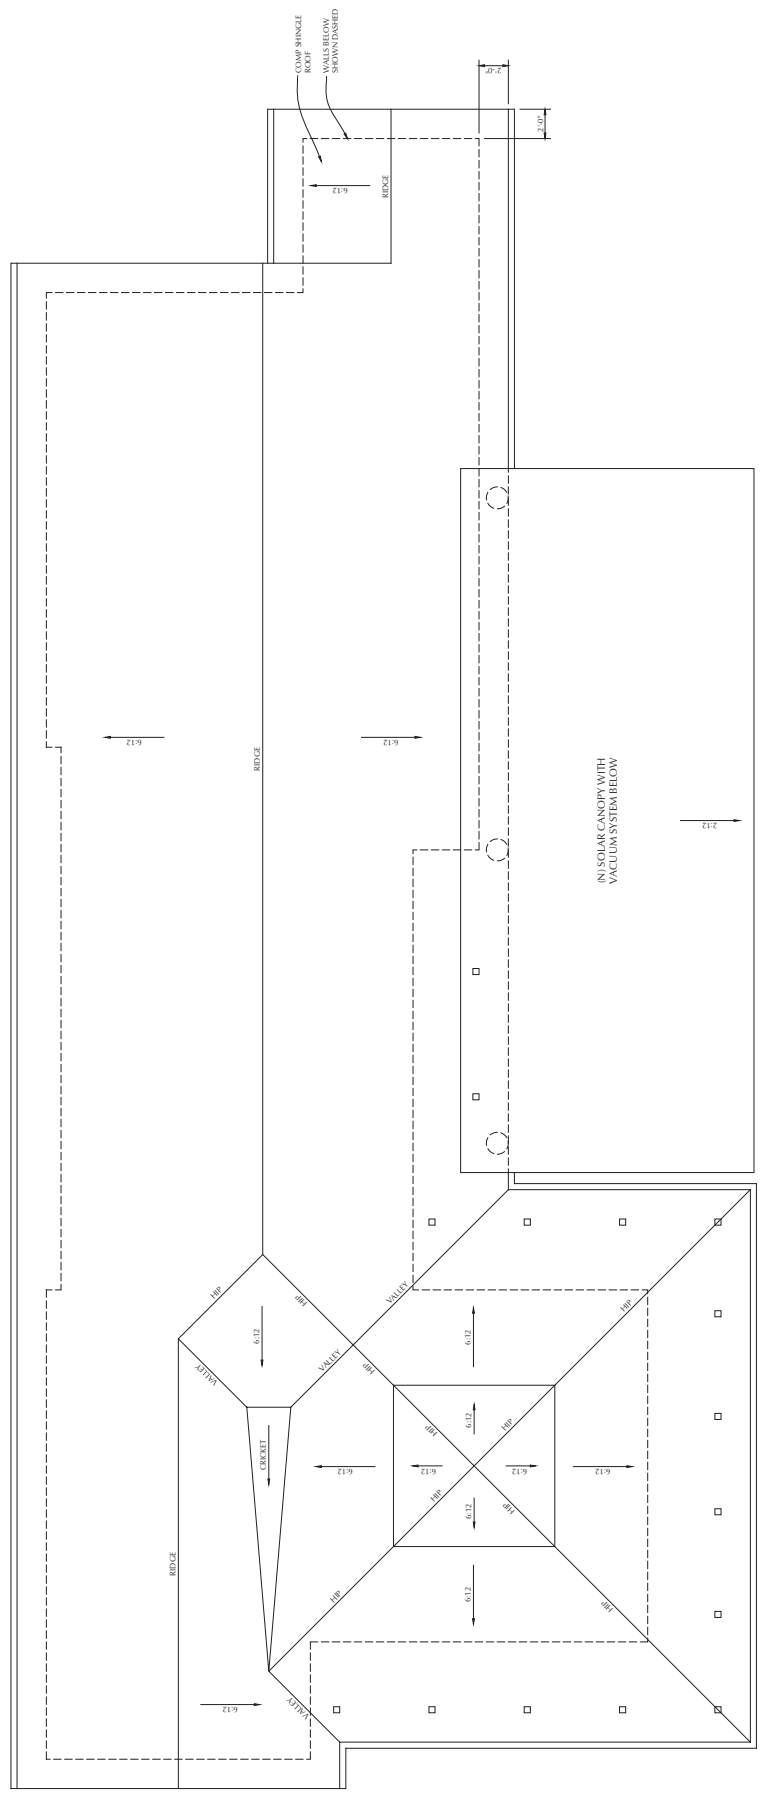 COMP SHINGLE
ROOF
WALLS BELOW
SHOWN DASHED
2'-0"
2'-0"
6:12
RIDGE
6:12
RIDGE
6:12
(N) SOLAR CANOPY WITH
VACUUM SYSTEM BELOW
2:12
HIP
HIP
VALLEY
HIP
6:12
6:12
VALLEY
VALLEY
HIP
HIP
6:12
HIP
CRICKET
6:12
6:12
6:12
6:12
HIP
6:12
HIP
RIDGE
6:12
HIP
HIP
VALLEY
6:12